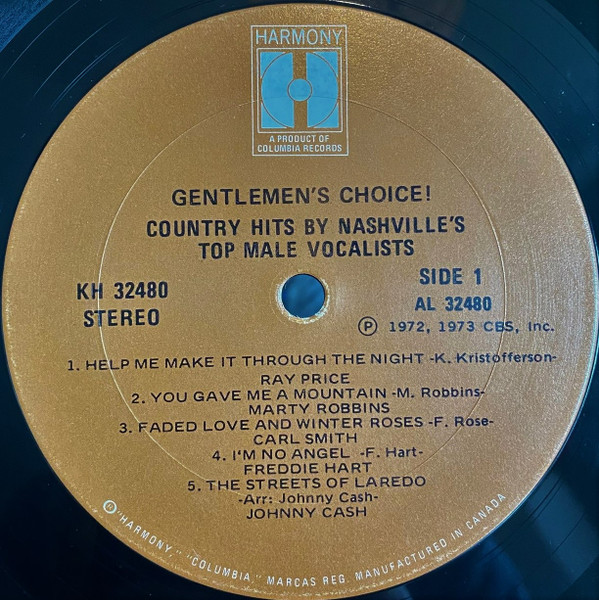 HARMONY
A PRODUCT OF
COLUMBIA RECORDS
GENTLEMEN'S CHOICE!
COUNTRY HITS BY NASHVILLE'S
TOP MALE VOCALISTS
KH 32480
STEREO
SIDE 1
AL 32480
Ⓟ 1972, 1973 CBS, Inc.
1. HELP ME MAKE IT THROUGH THE NIGHT -K. Kristofferson-
RAY PRICE
2. YOU GAVE ME A MOUNTAIN -M. Robbins-
MARTY ROBBINS
3. FADED LOVE AND WINTER ROSES -F. Rose-
CARL SMITH
4. I'M NO ANGEL -F. Hart-
FREDDIE HART
5. THE STREETS OF LAREDO
-Arr: Johnny Cash-
JOHNNY CASH
® "HARMONY," "COLUMBIA," MARCAS REG. MANUFACTURED IN CANADA